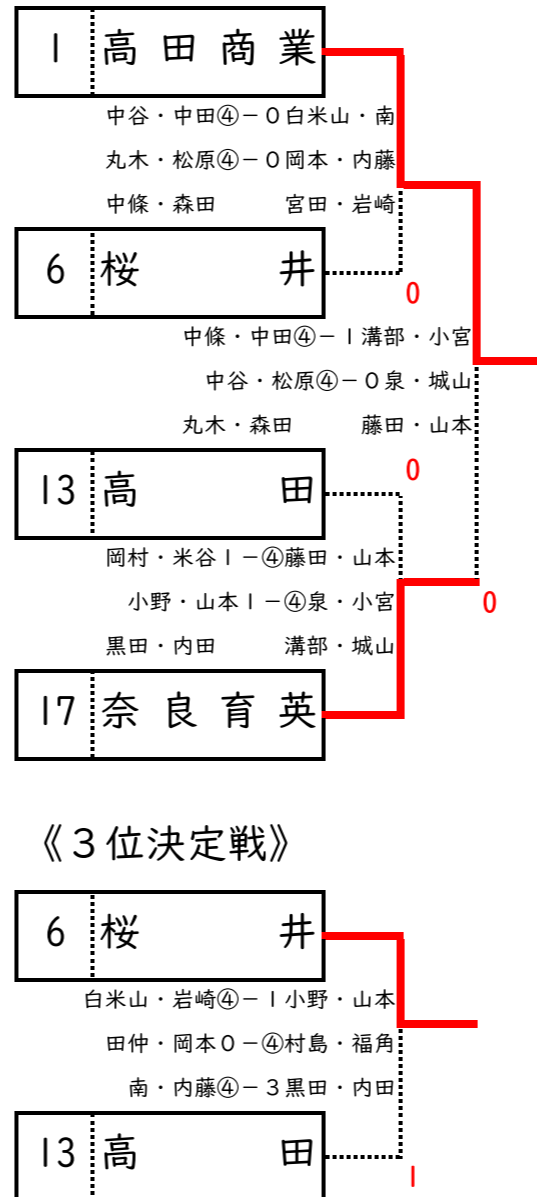 1 高田商業
中谷・中田④－0白米山・南
丸木・松原④－0岡本・内藤
中條・森田 宮田・岩崎
6 桜井
0
中條・中田④－1溝部・小宮
中谷・松原④－0泉・城山
丸木・森田 藤田・山本
0
13 高田
岡村・米谷1－④藤田・山本
小野・山本1－④泉・小宮
0
黒田・内田 溝部・城山
17 奈良育英
《３位決定戦》
6 桜井
白米山・岩崎④－1小野・山本
田仲・岡本0－④村島・福角
南・内藤④－3黒田・内田
13 高田
1